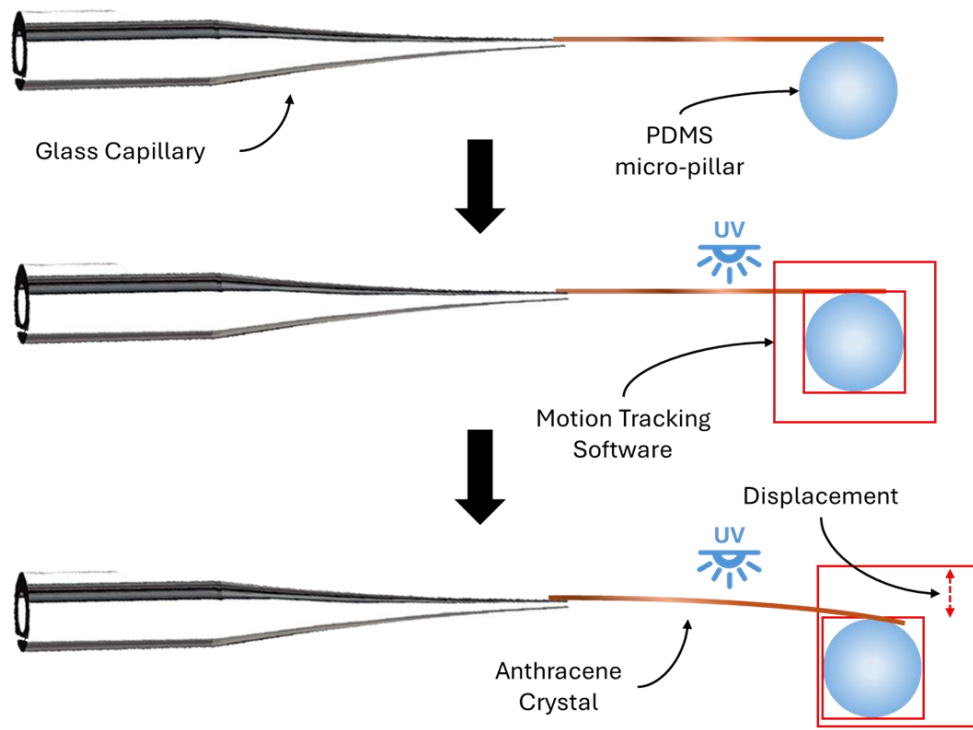 Glass Capillary
PDMS
micro-pillar
UV
Motion Tracking
Software
Displacement
UV
Anthracene
Crystal